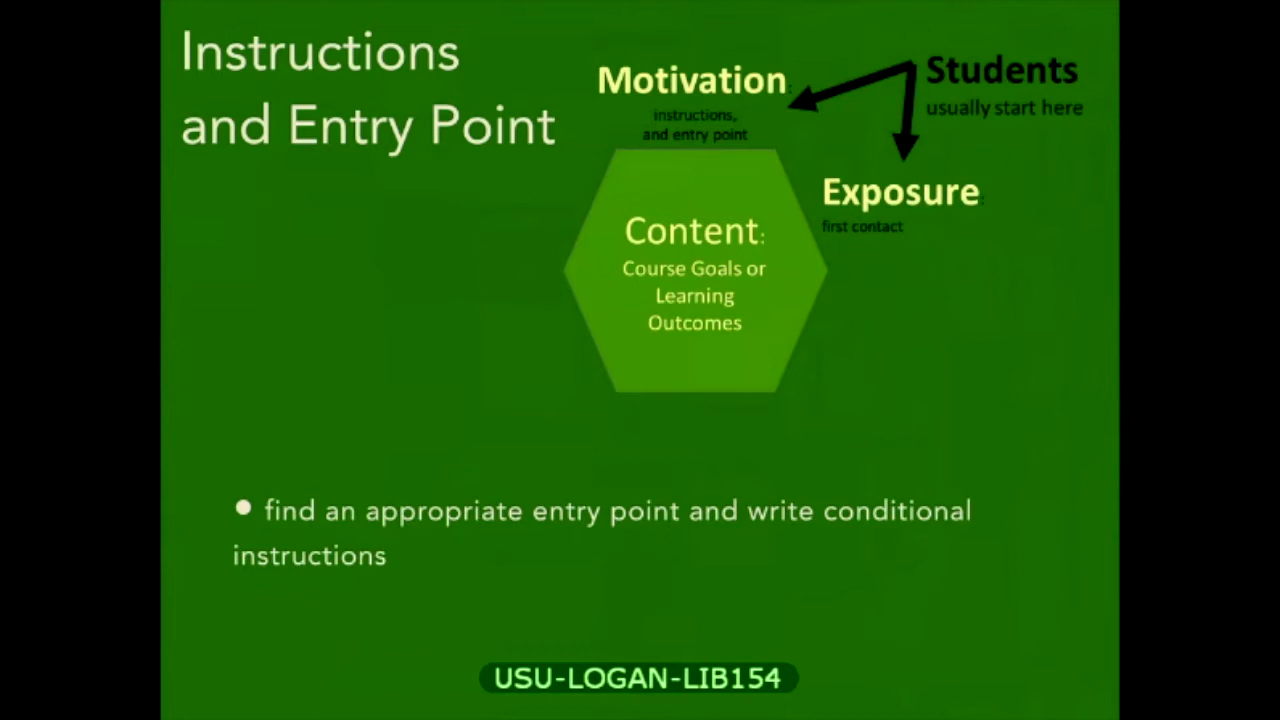 Instructions
and Entry Point
Motivation:
instructions,
and entry point
Students
usually start here
Exposure:
first contact
Content:
Course Goals or
Learning
Outcomes
● find an appropriate entry point and write conditional
instructions
USU-LOGAN-LIB154